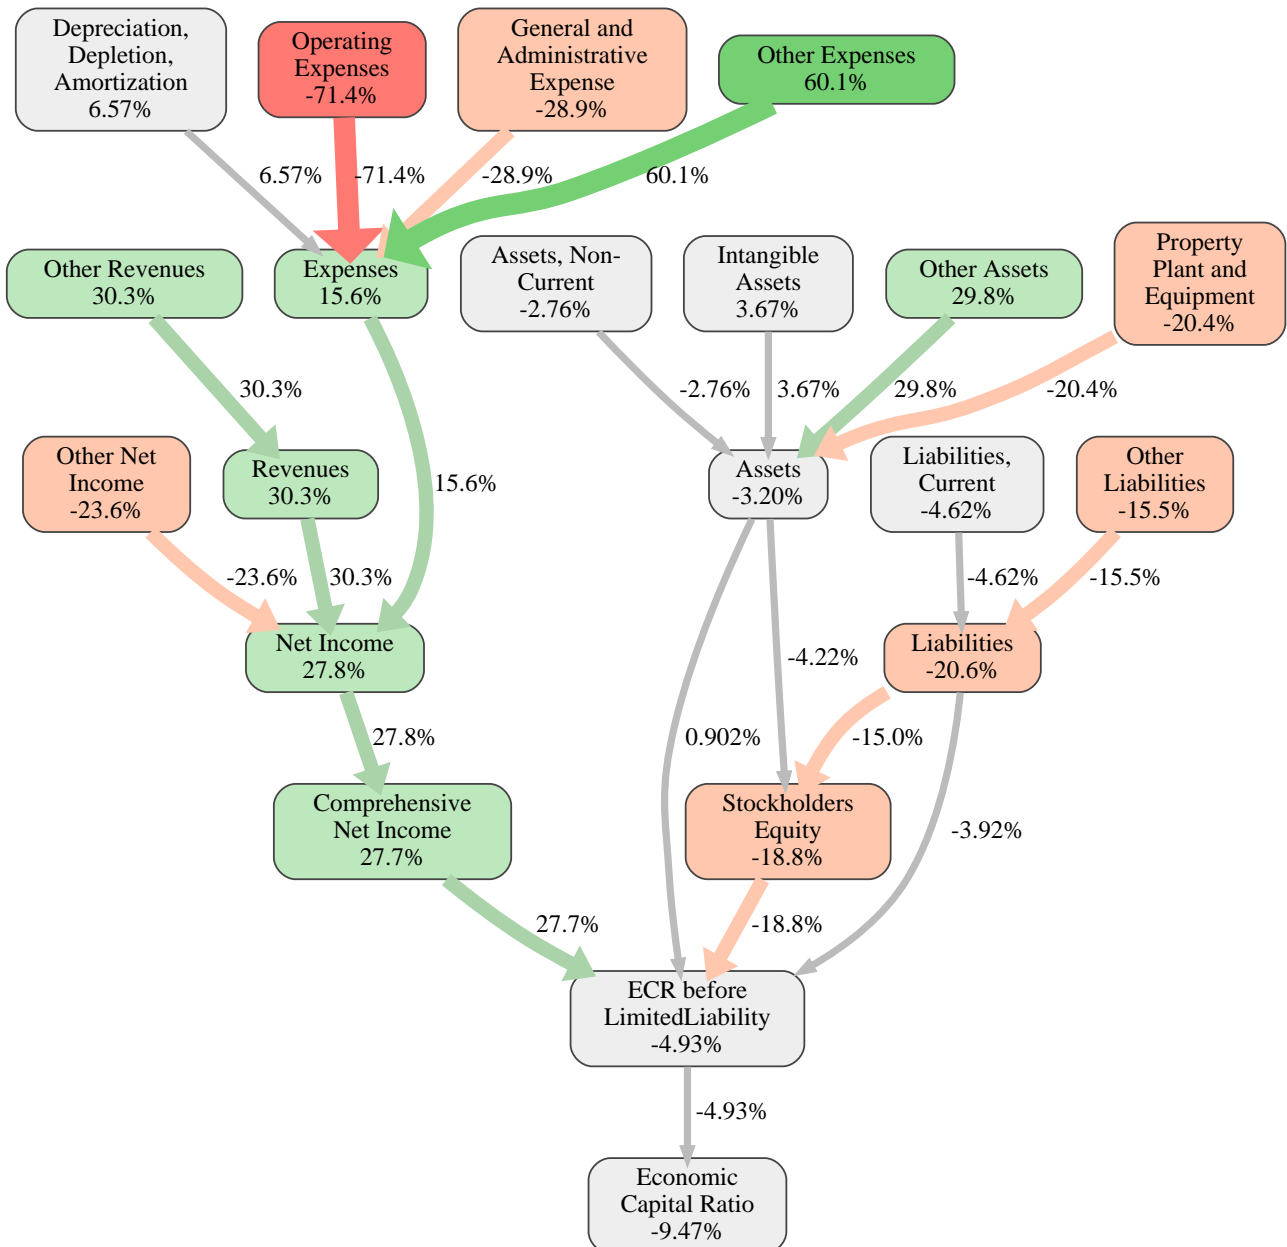 Depreciation,
Depletion,
Amortization
6.57%
Operating
Expenses
-71.4%
General and
Administrative
Expense
-28.9%
Other Expenses
60.1%
6.57%
-71.4%
-28.9%
60.1%
Other Revenues
30.3%
Expenses
15.6%
Assets, Non-
Current
-2.76%
Intangible
Assets
3.67%
Other Assets
29.8%
Property
Plant and
Equipment
-20.4%
30.3%
-2.76%
3.67%
29.8%
-20.4%
Other Net
Income
-23.6%
Revenues
30.3%
15.6%
Assets
-3.20%
Liabilities,
Current
-4.62%
Other
Liabilities
-15.5%
-23.6%
30.3%
-4.62%
-15.5%
Net Income
27.8%
-4.22%
Liabilities
-20.6%
27.8%
0.902%
-15.0%
Comprehensive
Net Income
27.7%
Stockholders
Equity
-18.8%
-3.92%
27.7%
-18.8%
ECR before
LimitedLiability
-4.93%
-4.93%
Economic
Capital Ratio
-9.47%